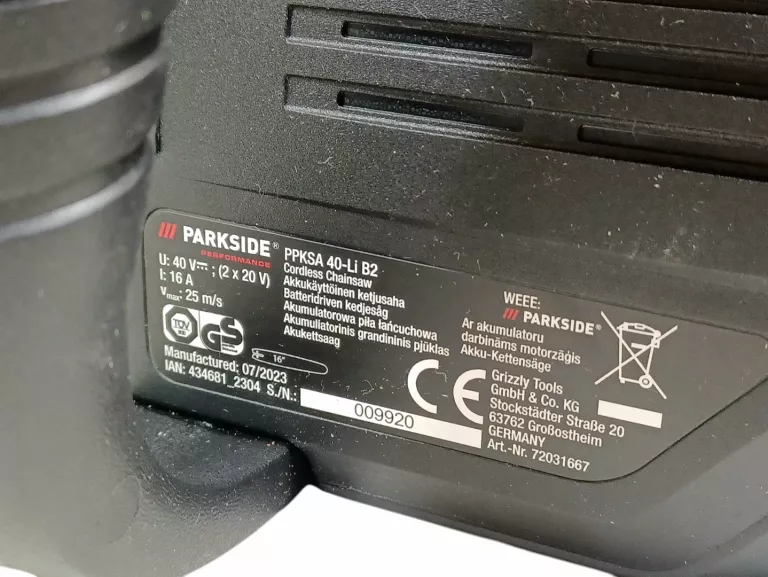 PARKSIDE®
PERFORMANCE
U: 40 V⎓; (2 x 20 V)
I: 16 A
Vmax: 25 m/s
PPKSA 40-Li B2
Cordless Chainsaw
Akkukäyttöinen ketjusaha
Batteridriven kedjesåg
Akumulatorowa piła łańcuchowa
Akumuliatorinis grandininis pjūklas
Akukettsaag
TÜV
GS
16"
Manufactured: 07/2023
IAN: 434681_2304 S./N.:
009920
WEEE:
PARKSIDE®
Ar akumulatoru
darbināms motorzāģis
Akku-Kettensäge
CE
Grizzly Tools
GmbH & Co. KG
Stockstädter Straße 20
63762 Großostheim
GERMANY
Art.-Nr. 72031667